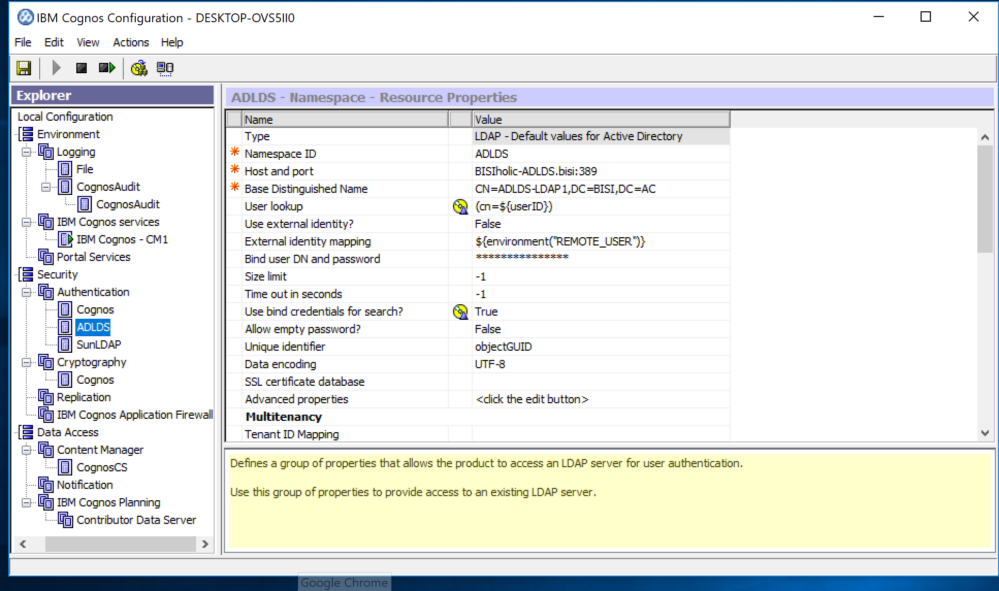 IBM Cognos Configuration - DESKTOP-OVS5II0
File Edit View Actions Help
Explorer
Local Configuration
Environment
Logging
File
CognosAudit
CognosAudit
IBM Cognos services
IBM Cognos - CM1
Portal Services
Security
Authentication
Cognos
ADLDS
SunLDAP
Cryptography
Cognos
Replication
IBM Cognos Application Firewall
Data Access
Content Manager
CognosCS
Notification
IBM Cognos Planning
Contributor Data Server
ADLDS - Namespace - Resource Properties
Name Value
Type LDAP - Default values for Active Directory
* Namespace ID ADLDS
* Host and port BISIholic-ADLDS.bisi:389
* Base Distinguished Name CN=ADLDS-LDAP1,DC=BISI,DC=AC
User lookup (cn=${userID})
Use external identity? False
External identity mapping ${environment("REMOTE_USER")}
Bind user DN and password ***************
Size limit -1
Time out in seconds -1
Use bind credentials for search? True
Allow empty password? False
Unique identifier objectGUID
Data encoding UTF-8
SSL certificate database
Advanced properties <click the edit button>
Multitenancy
Tenant ID Mapping
Defines a group of properties that allows the product to access an LDAP server for user authentication.
Use this group of properties to provide access to an existing LDAP server.
Google Chrome